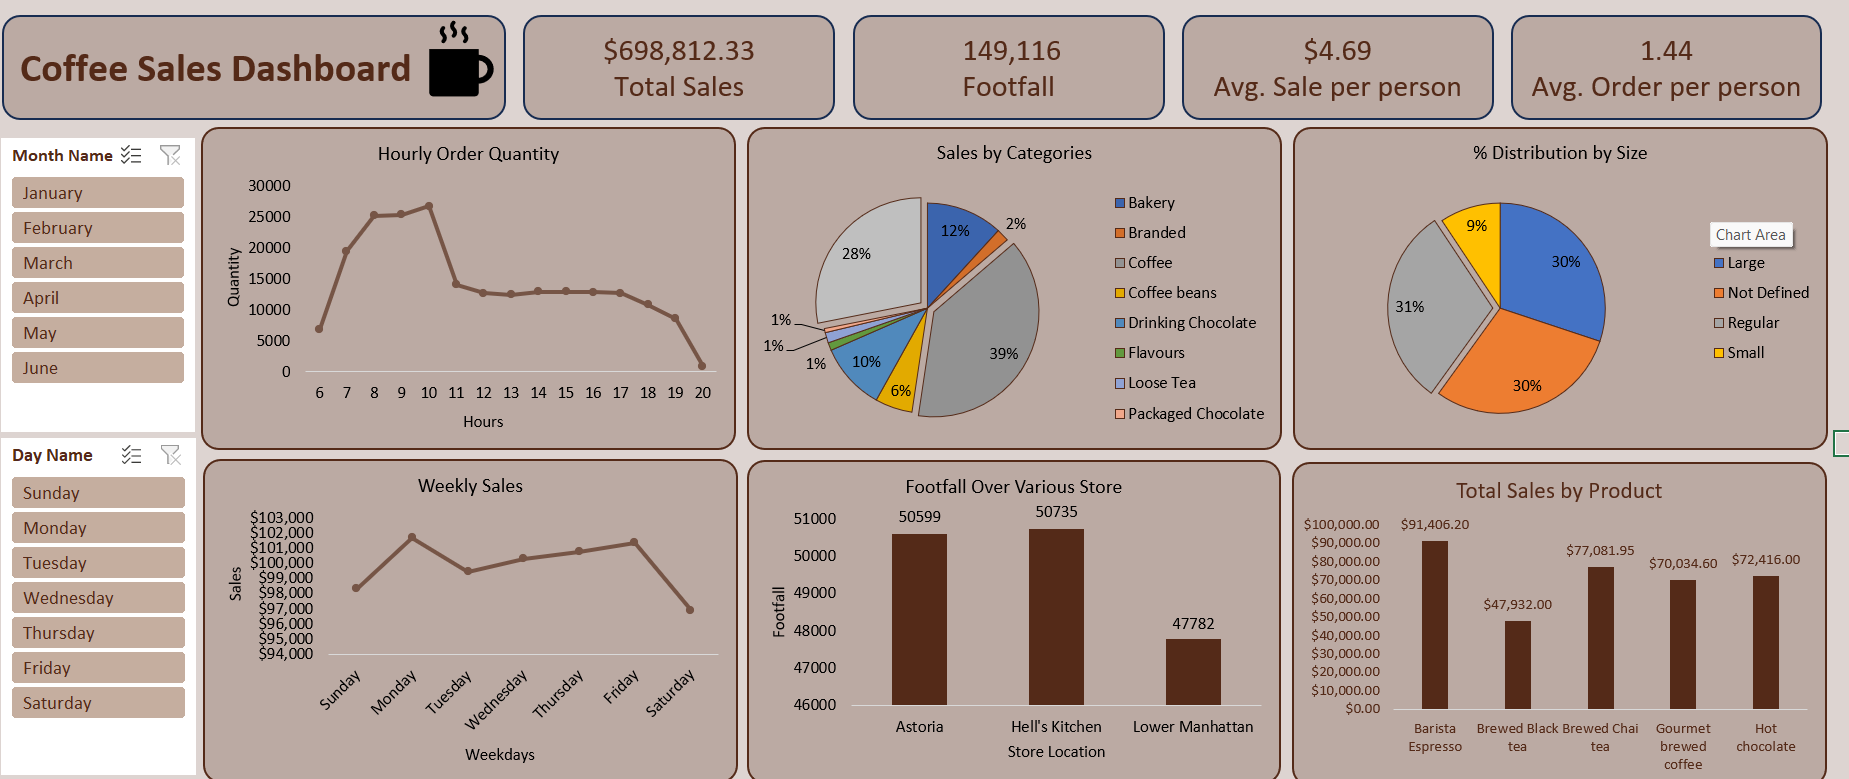 Coffee Sales Dashboard
$698,812.33
Total Sales
149,116
Footfall
$4.69
Avg. Sale per person
1.44
Avg. Order per person
Month Name
January
February
March
April
May
June
Day Name
Sunday
Monday
Tuesday
Wednesday
Thursday
Friday
Saturday
Hourly Order Quantity
30000
25000
20000
15000
10000
5000
0
Quantity
6 7 8 9 10 11 12 13 14 15 16 17 18 19 20
Hours
Sales by Categories
12%
2%
39%
6%
10%
1%
1%
1%
28%
Bakery
Branded
Coffee
Coffee beans
Drinking Chocolate
Flavours
Loose Tea
Packaged Chocolate
% Distribution by Size
9%
30%
31%
30%
Chart Area
Large
Not Defined
Regular
Small
Weekly Sales
$103,000
$102,000
$101,000
$100,000
$99,000
$98,000
$97,000
$96,000
$95,000
$94,000
Sales
Sunday
Monday
Tuesday
Wednesday
Thursday
Friday
Saturday
Weekdays
Footfall Over Various Store
51000
50000
49000
48000
47000
46000
Footfall
50599
50735
47782
Astoria
Hell's Kitchen
Lower Manhattan
Store Location
Total Sales by Product
$100,000.00
$90,000.00
$80,000.00
$70,000.00
$60,000.00
$50,000.00
$40,000.00
$30,000.00
$20,000.00
$10,000.00
$0.00
$91,406.20
$47,932.00
$77,081.95
$70,034.60
$72,416.00
Barista
Espresso
Brewed Black
tea
Brewed Chai
tea
Gourmet
brewed
coffee
Hot
chocolate